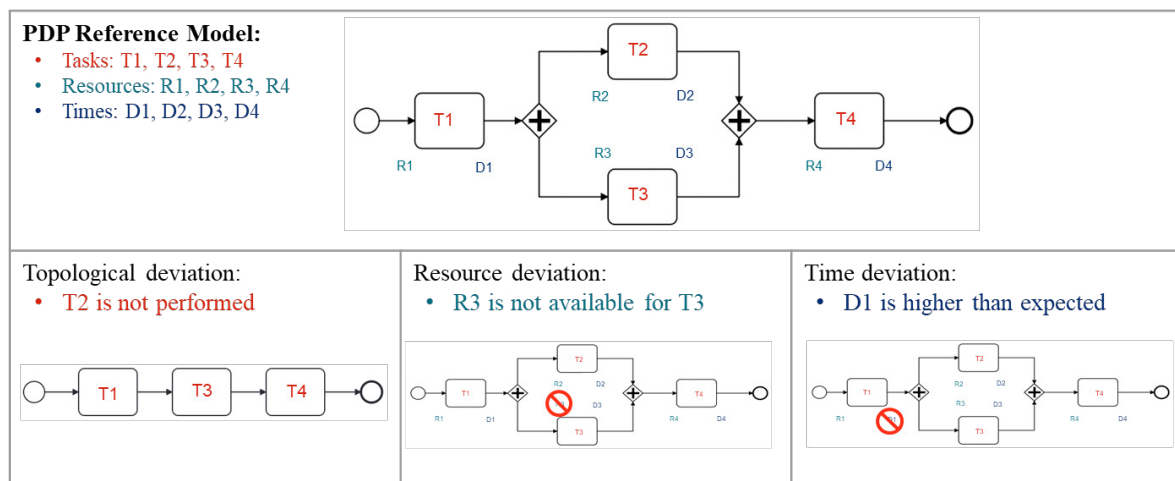 PDP Reference Model:
• Tasks: T1, T2, T3, T4
• Resources: R1, R2, R3, R4
• Times: D1, D2, D3, D4
T2
R2 D2
T1
T4
R3 D3
R1 D1
R4 D4
T3
Topological deviation:
• T2 is not performed
T1 T3 T4
Resource deviation:
• R3 is not available for T3
T2
R2 D2
T1
T4
D3
R1 D1
R4 D4
T3
Time deviation:
• D1 is higher than expected
T2
R2 D2
T1
T4
R3 D3
R1
R4 D4
T3